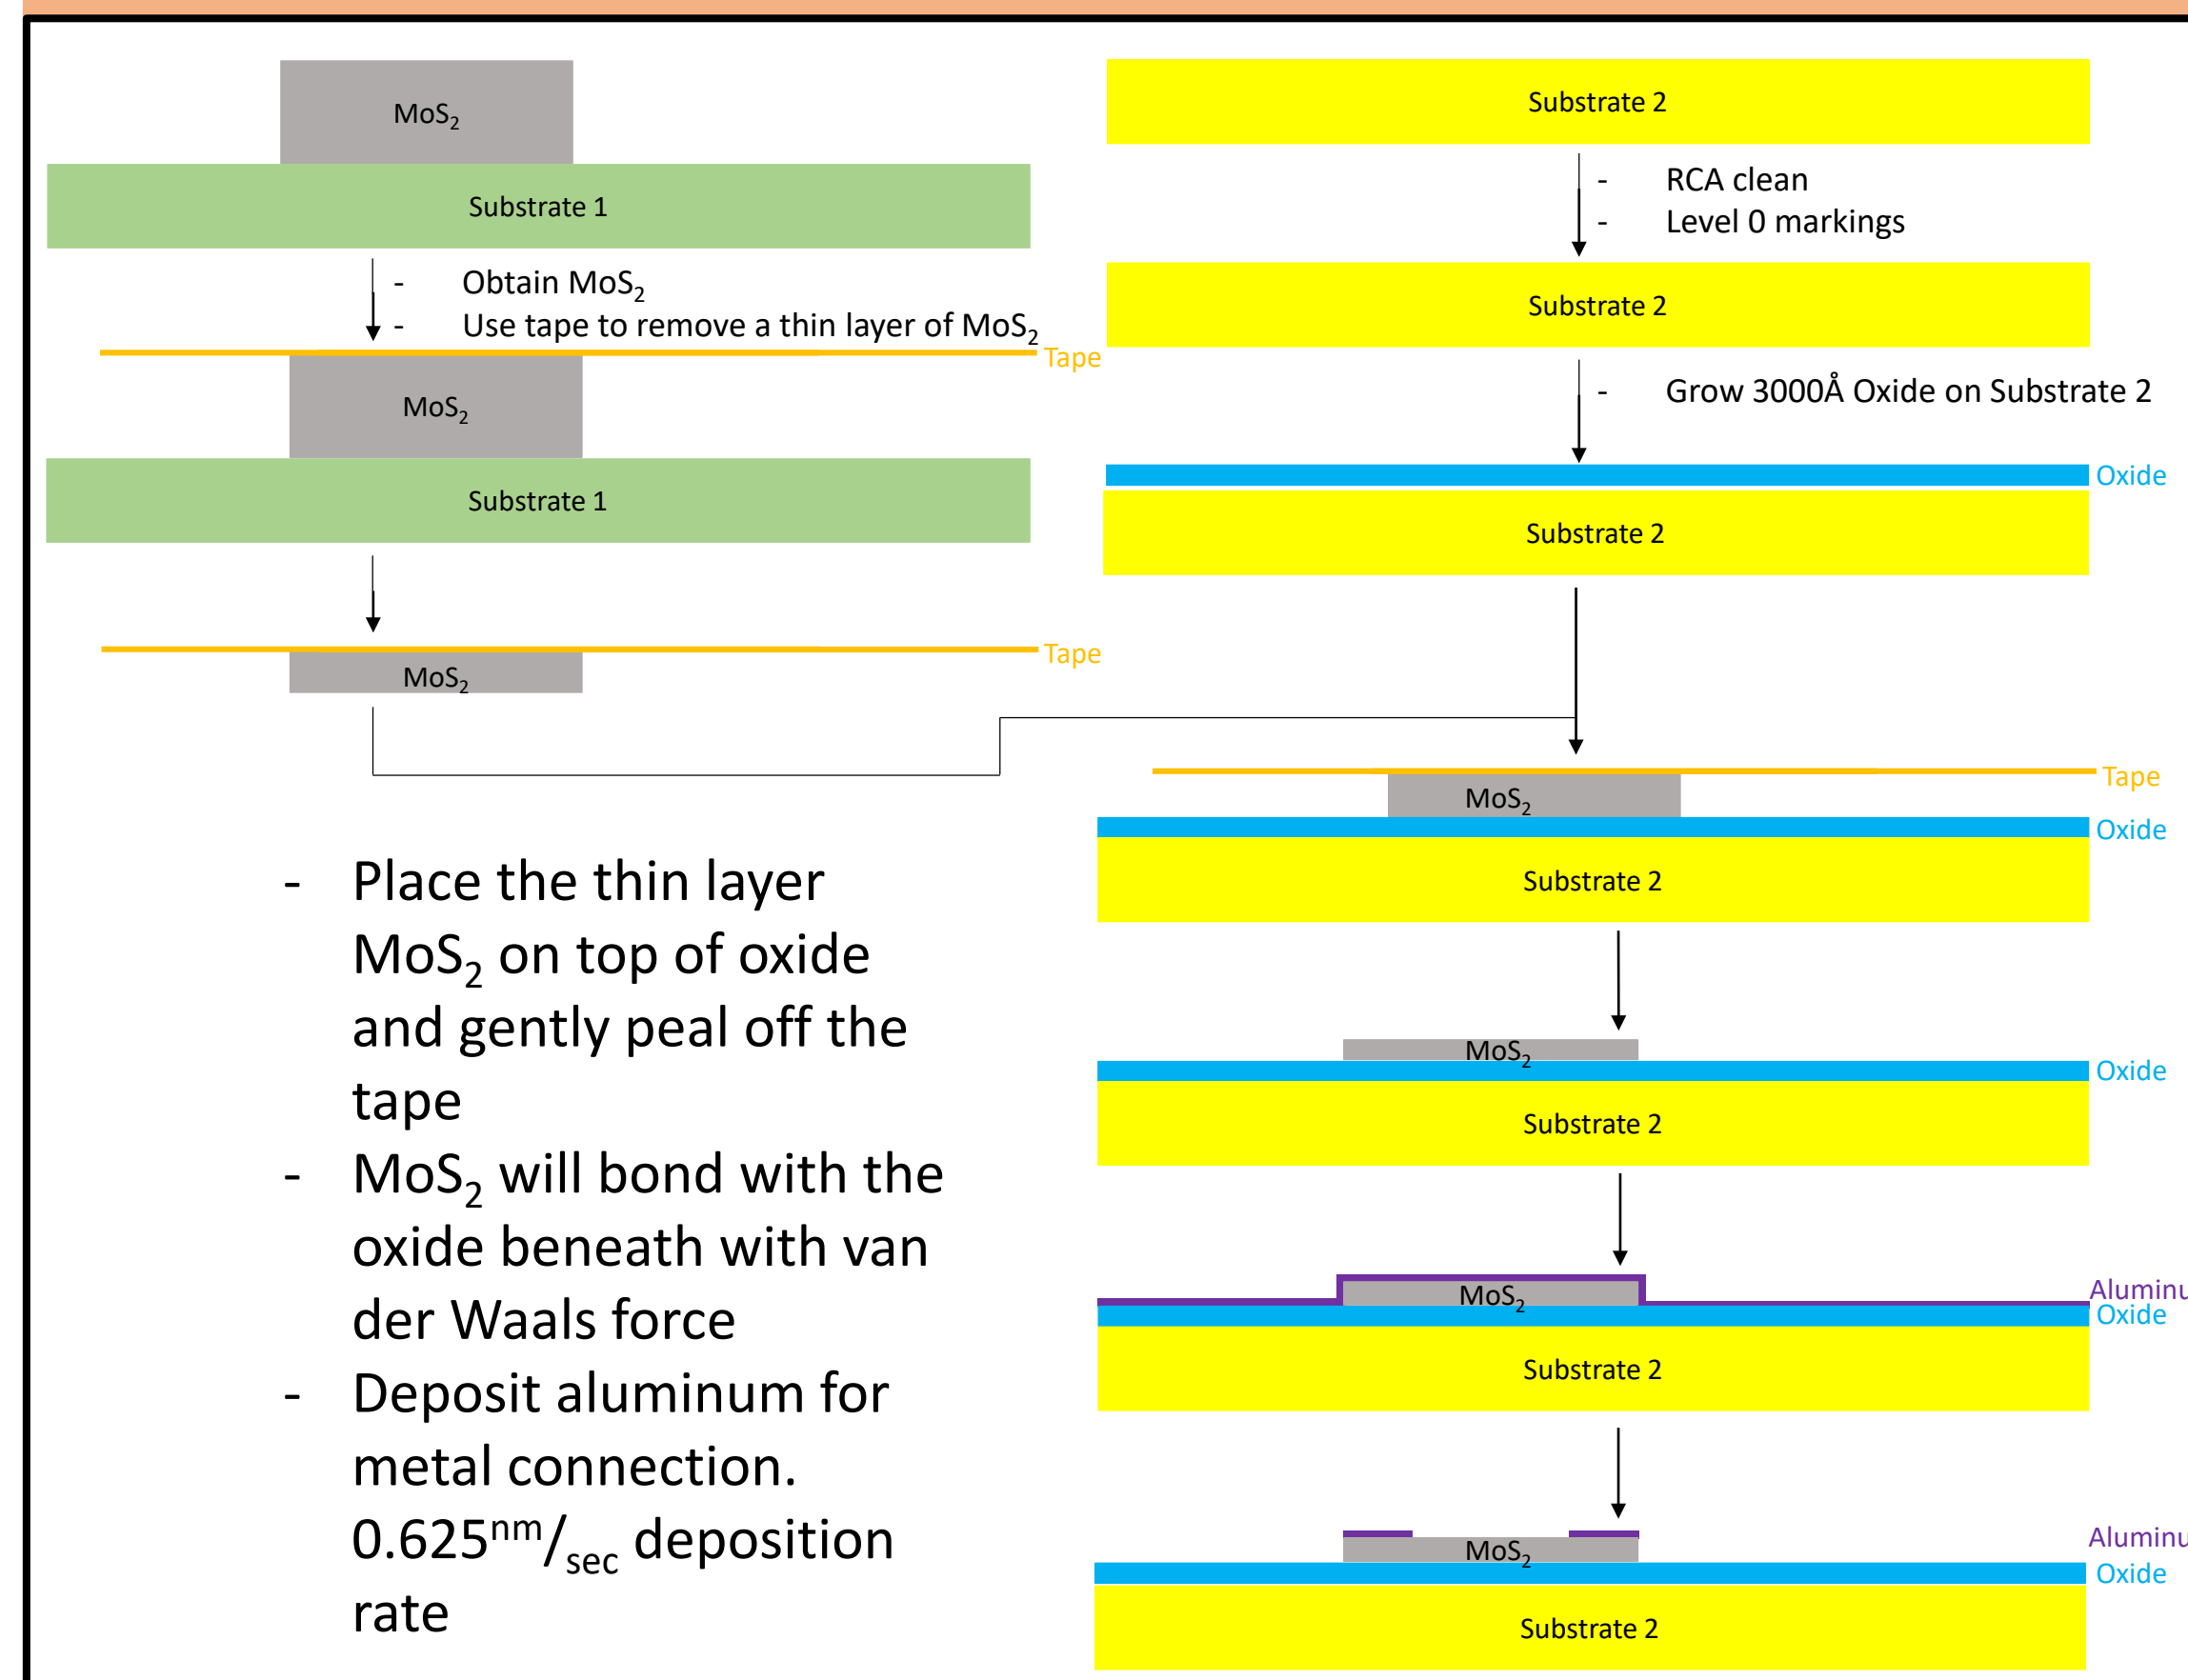 MoS₂
Substrate 1
- Obtain MoS₂
- Use tape to remove a thin layer of MoS₂
Tape
MoS₂
Substrate 1
Tape
MoS₂
Substrate 2
- RCA clean
- Level 0 markings
Substrate 2
- Grow 3000Å Oxide on Substrate 2
Oxide
Substrate 2
Tape
MoS₂
Oxide
Substrate 2
MoS₂
Oxide
Substrate 2
Aluminu
MoS₂
Oxide
Substrate 2
Aluminu
MoS₂
Oxide
Substrate 2
- Place the thin layer
MoS₂ on top of oxide
and gently peal off the
tape
- MoS₂ will bond with the
oxide beneath with van
der Waals force
- Deposit aluminum for
metal connection.
0.625ⁿᵐ/sec deposition
rate